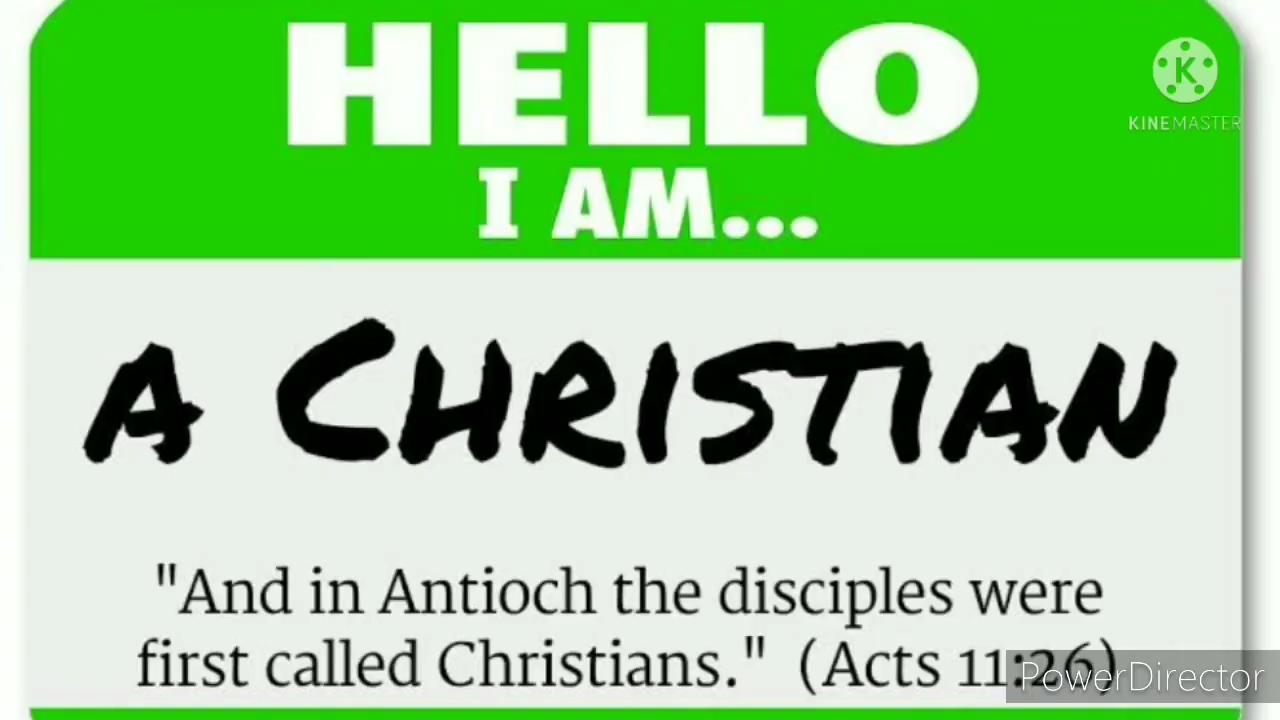 HELLO
K
KINEMASTER
I AM...
a CHRISTIAN
"And in Antioch the disciples were
first called Christians." (Acts 11:26)
PowerDirector